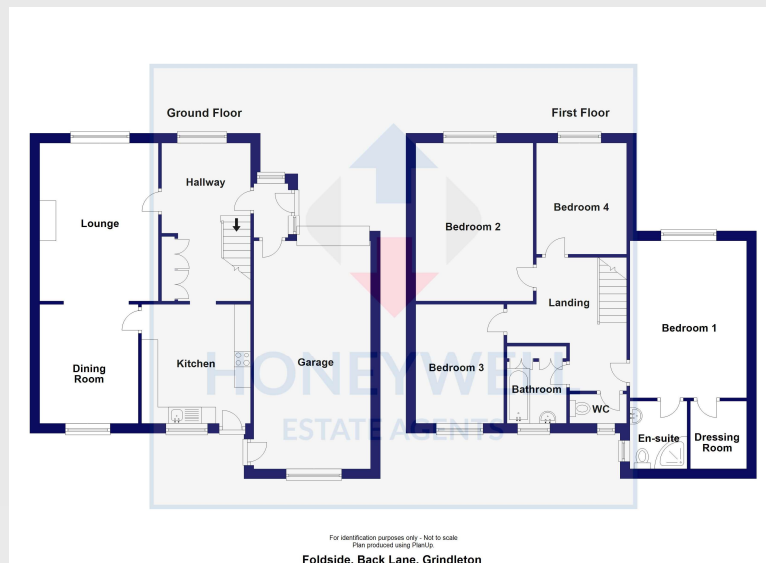 Ground Floor
First Floor
Hallway
Lounge
Bedroom 2
Bedroom 4
Landing
Bedroom 1
Dining
Room
Kitchen
Garage
Bedroom 3
Bathroom
WC
En-suite
Dressing
Room
HONEYWELL
ESTATE AGENTS
For identification purposes only - Not to scale
Plan produced using PlanUp.
Foldside, Back Lane, Grindleton